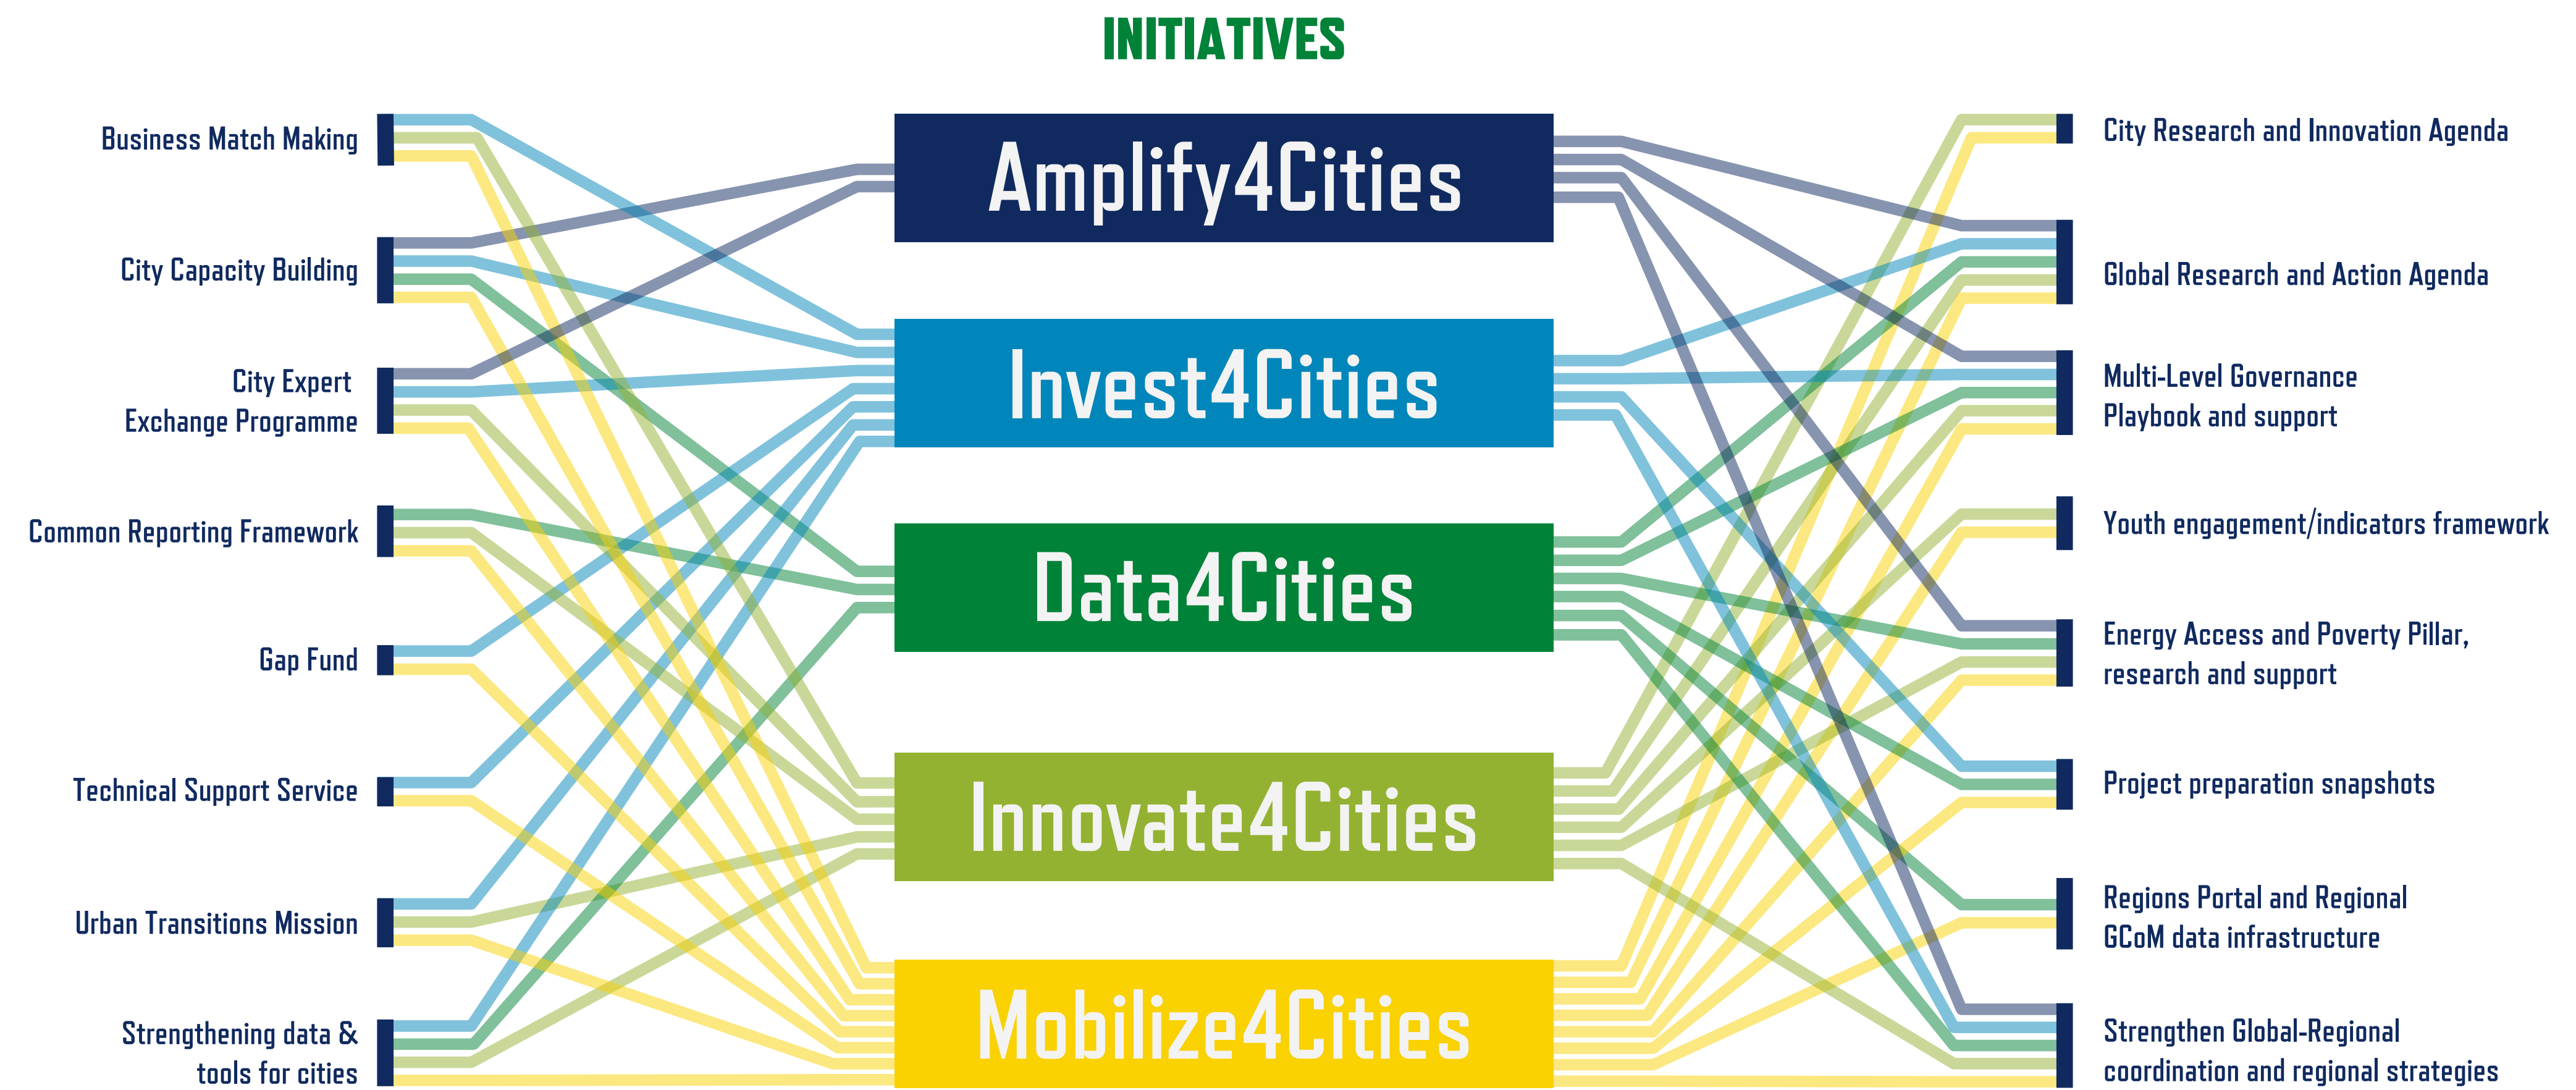 INITIATIVES
Business Match Making
City Capacity Building
City Expert
Exchange Programme
Common Reporting Framework
Gap Fund
Technical Support Service
Urban Transitions Mission
Strengthening data &
tools for cities
Amplify4Cities
Invest4Cities
Data4Cities
Innovate4Cities
Mobilize4Cities
City Research and Innovation Agenda
Global Research and Action Agenda
Multi-Level Governance
Playbook and support
Youth engagement/indicators framework
Energy Access and Poverty Pillar,
research and support
Project preparation snapshots
Regions Portal and Regional
GCoM data infrastructure
Strengthen Global-Regional
coordination and regional strategies